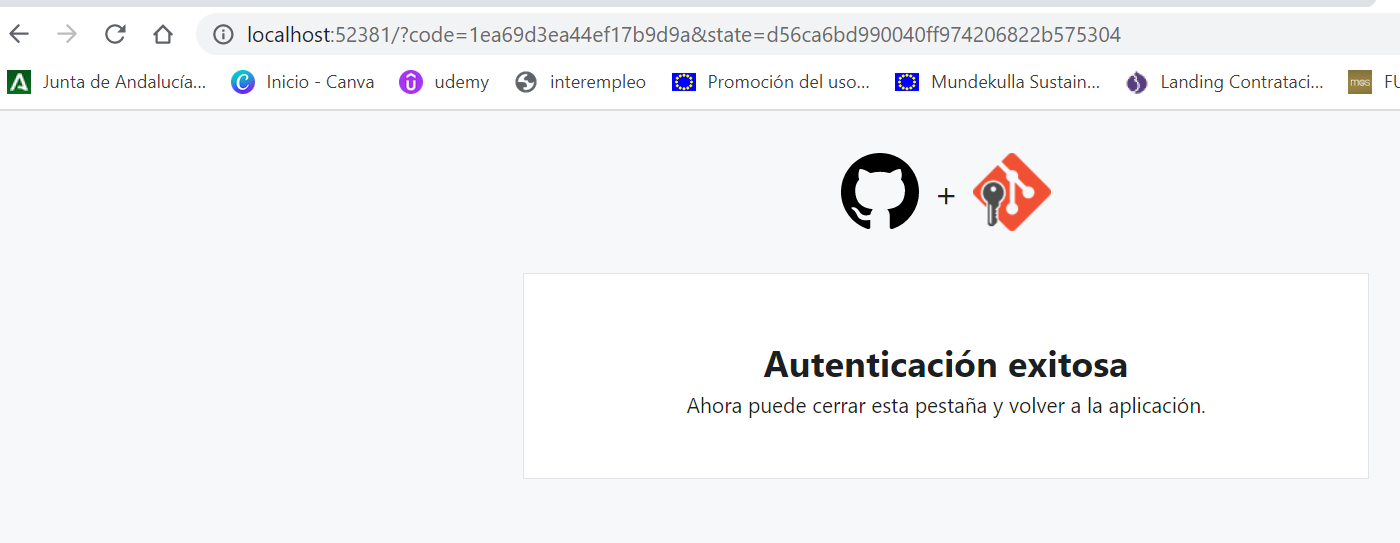 localhost:52381/?code=1ea69d3ea44ef17b9d9a&state=d56ca6bd990040ff974206822b575304
Junta de Andalucía... Inicio - Canva udemy interempleo Promoción del uso... Mundekulla Sustain... Landing Contrataci... mos FU
+
Autenticación exitosa
Ahora puede cerrar esta pestaña y volver a la aplicación.